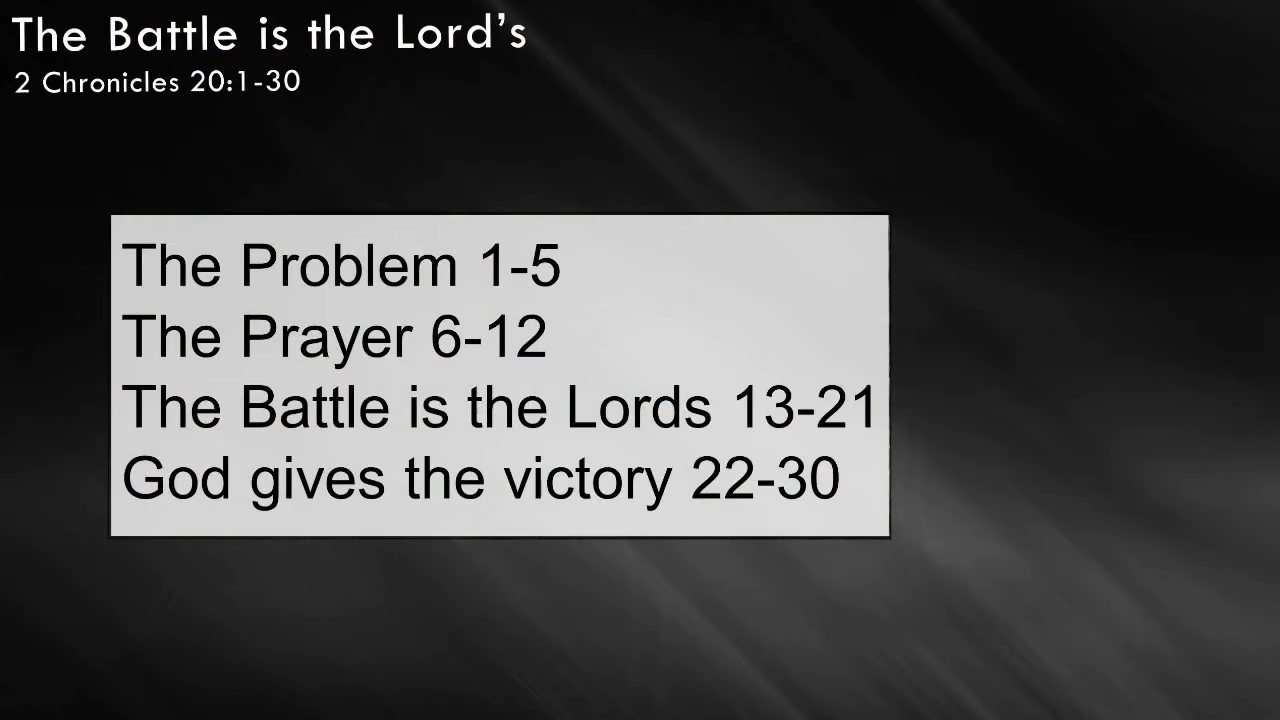 The Battle is the Lord’s
2 Chronicles 20:1-30
The Problem 1-5
The Prayer 6-12
The Battle is the Lords 13-21
God gives the victory 22-30